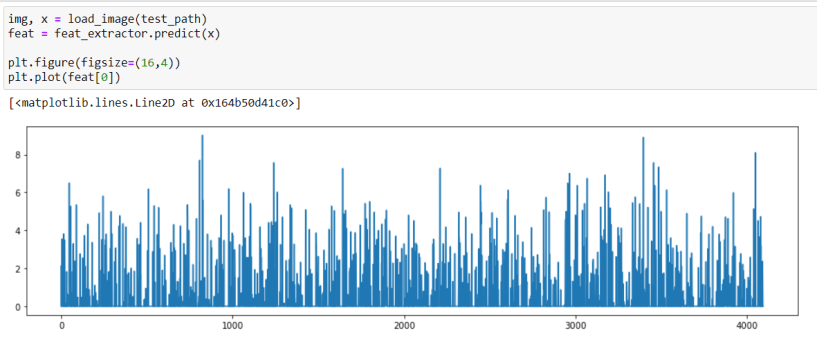 img, x = load_image(test_path)
feat = feat_extractor.predict(x)
plt.figure(figsize=(16,4))
plt.plot(feat[0])
[<matplotlib.lines.Line2D at 0x164b50d41c0>]
8
6
4
2
0
0 1000 2000 3000 4000